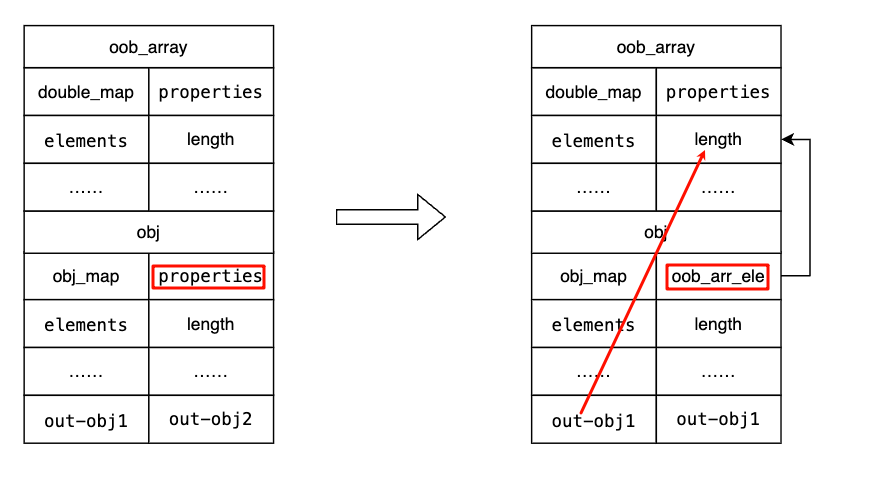 oob_array
double_map properties
elements length
...... ......
obj
obj_map properties
elements length
...... ......
out-obj1 out-obj2
oob_array
double_map properties
elements length
...... ......
obj
obj_map oob_arr_ele
elements length
...... ......
out-obj1 out-obj1